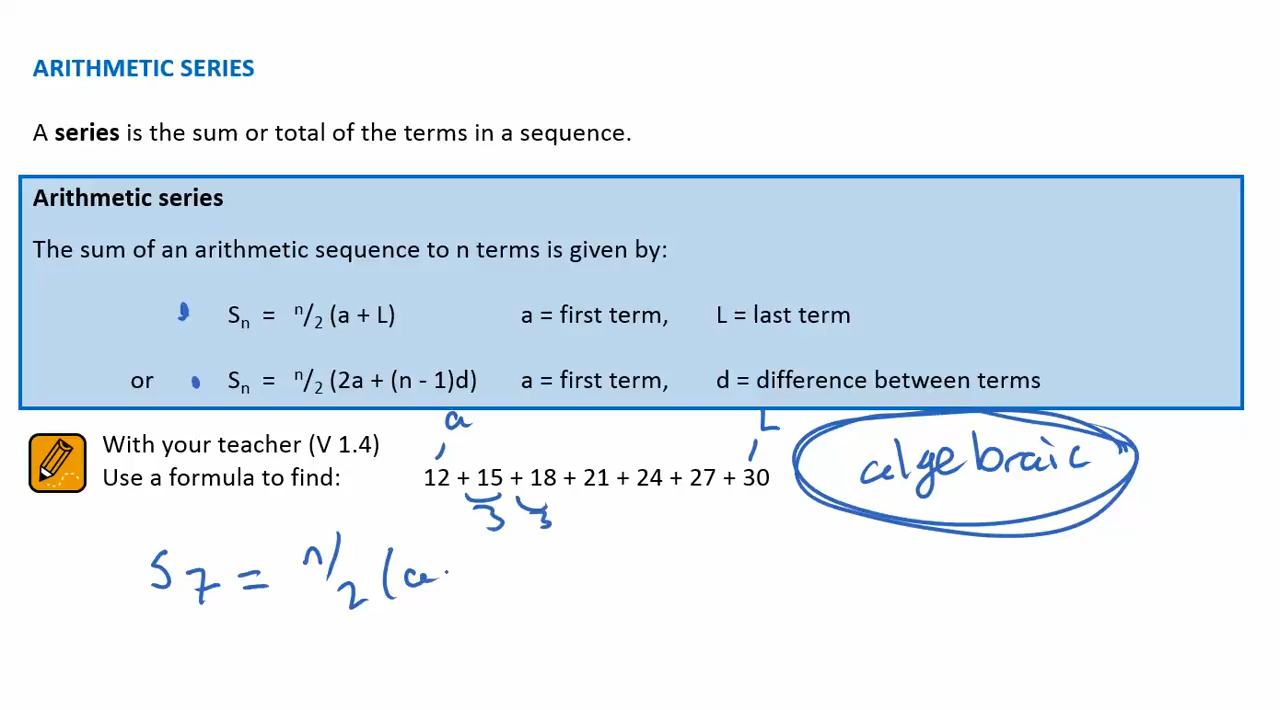 ARITHMETIC SERIES
A series is the sum or total of the terms in a sequence.
Arithmetic series
The sum of an arithmetic sequence to n terms is given by:
Sn = n/2 (a + L) a = first term, L = last term
or Sn = n/2 (2a + (n - 1)d) a = first term, d = difference between terms
a L
With your teacher (V 1.4)
Use a formula to find: 12 + 15 + 18 + 21 + 24 + 27 + 30 algebraic
3 3
S7 = n/2 (a